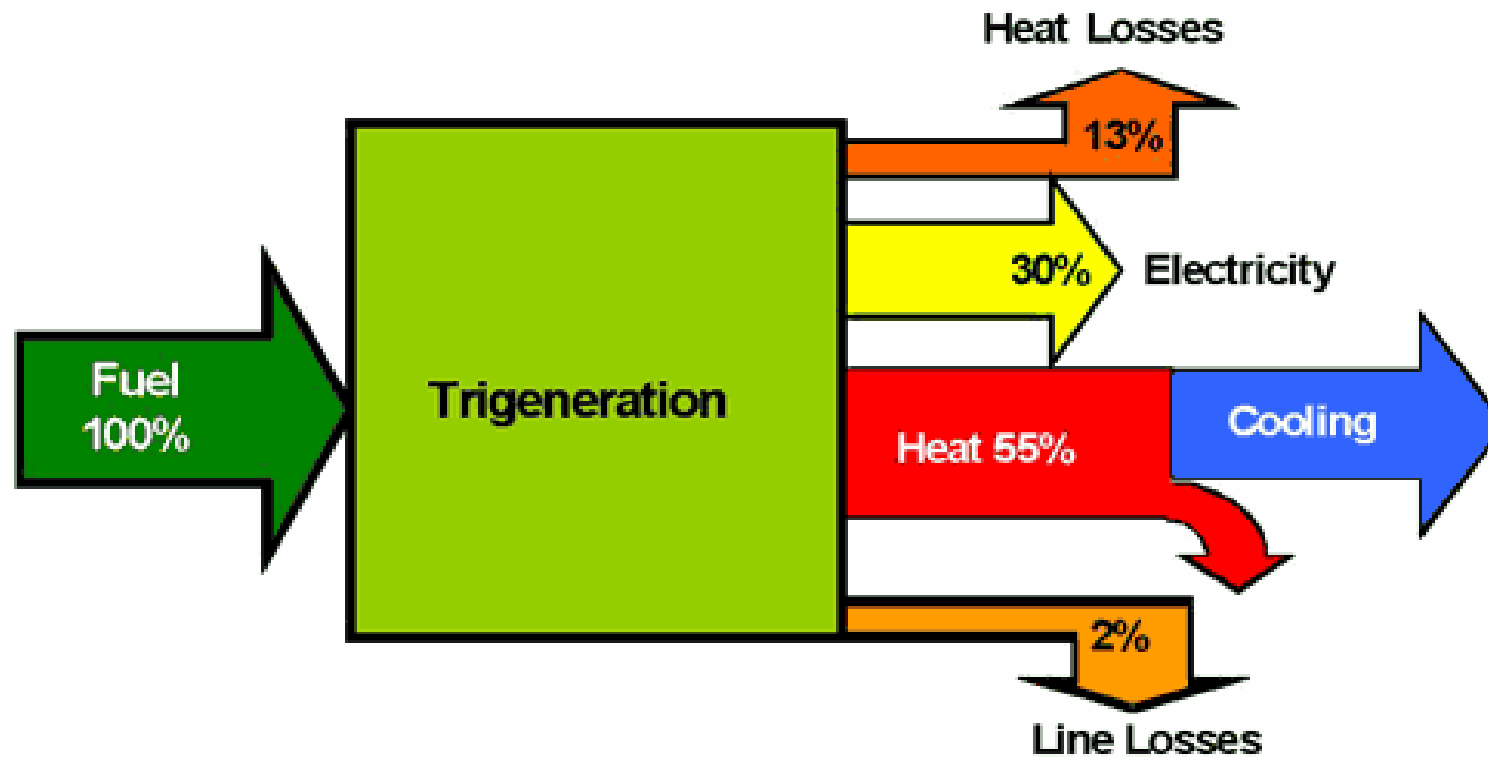 Heat Losses
13%
30%
Electricity
Fuel
100%
Trigeneration
Heat 55%
Cooling
2%
Line Losses